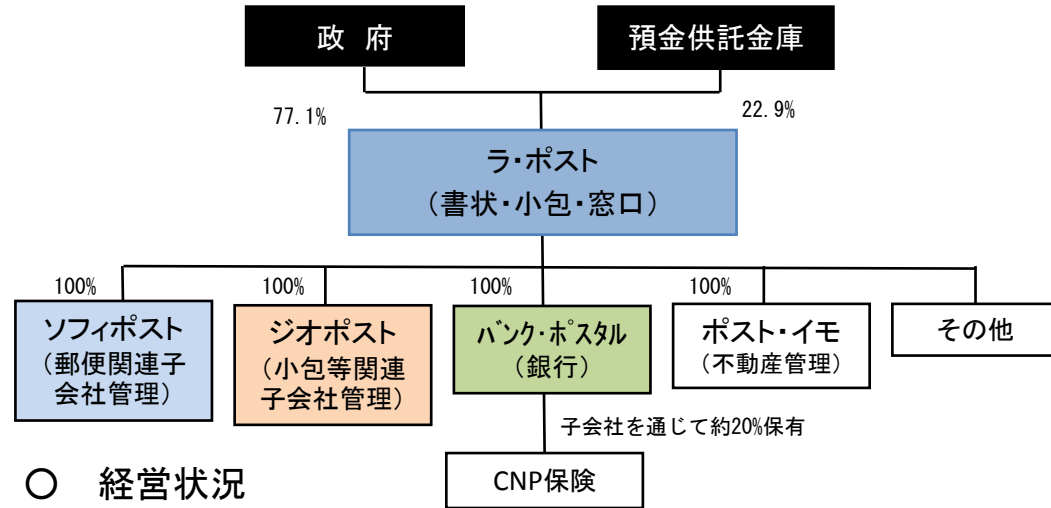 政 府
預金供託金庫
77.1%
22.9%
ラ・ポスト
（書状・小包・窓口）
100%
100%
100%
100%
ソフィポスト
（郵便関連子
会社管理）
ジオポスト
（小包等関連
子会社管理）
ﾊﾞﾝｸ・ﾎﾟｽﾀﾙ
（銀行）
ポスト・イモ
（不動産管理）
その他
子会社を通じて約20%保有
CNP保険
○ 経営状況